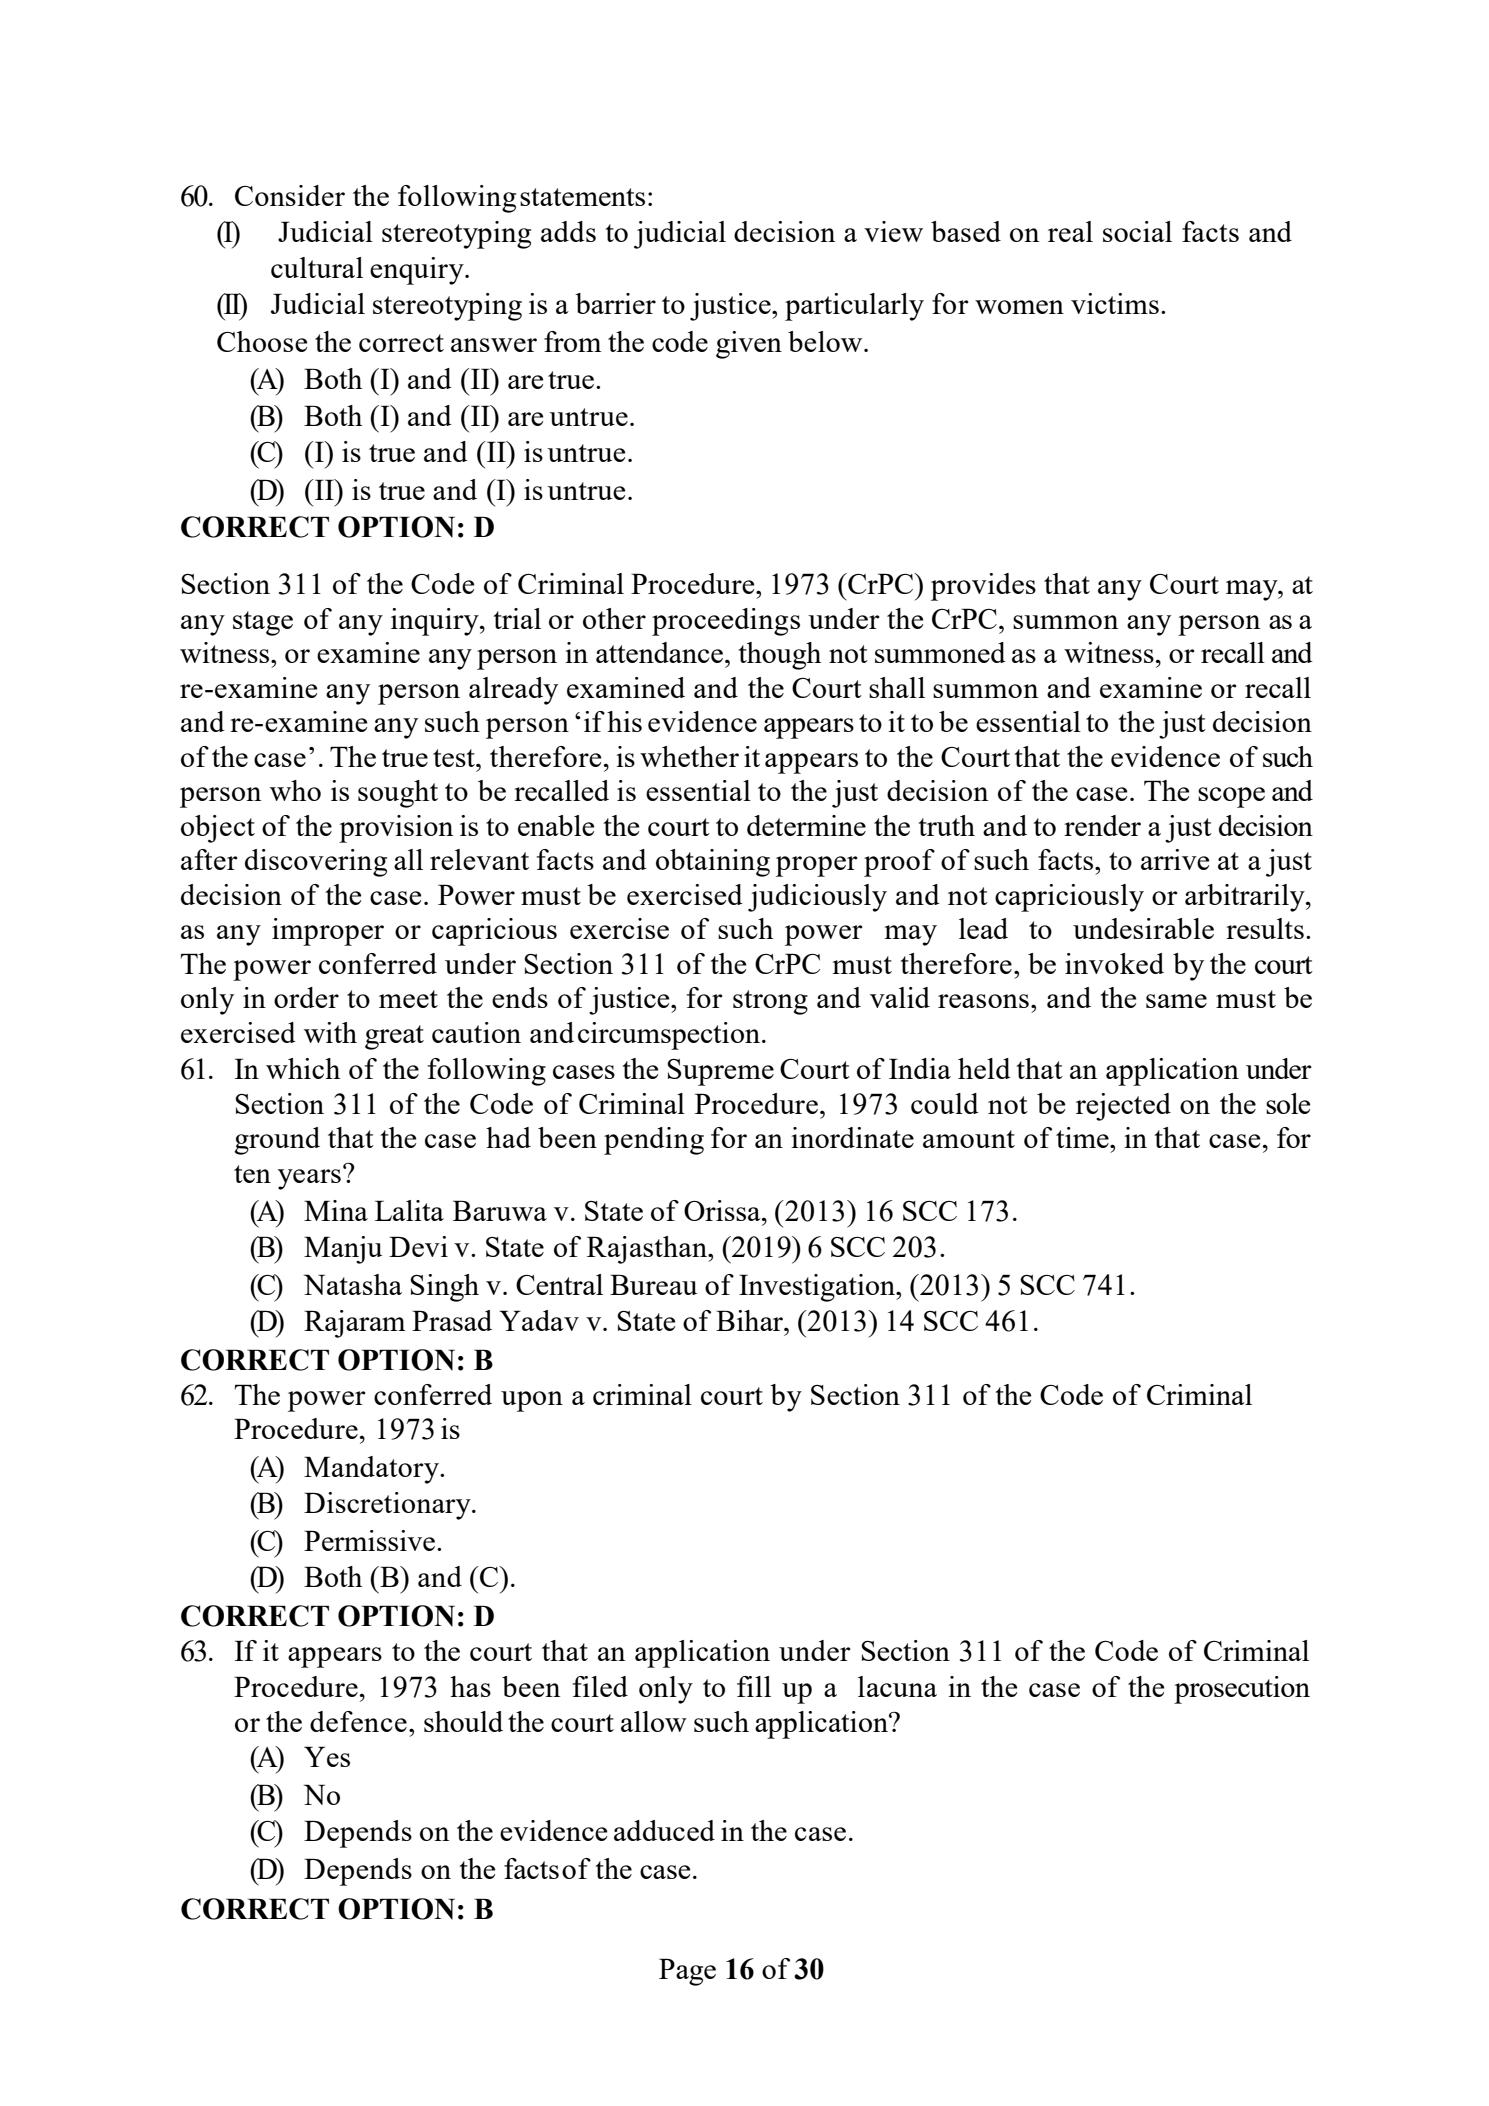 60. Consider the following statements:
(I) Judicial stereotyping adds to judicial decision a view based on real social facts and
cultural enquiry.
(II) Judicial stereotyping is a barrier to justice, particularly for women victims.
Choose the correct answer from the code given below.
(A) Both (I) and (II) are true.
(B) Both (I) and (II) are untrue.
(C) (I) is true and (II) is untrue.
(D) (II) is true and (I) is untrue.
CORRECT OPTION: D
Section 311 of the Code of Criminal Procedure, 1973 (CrPC) provides that any Court may, at
any stage of any inquiry, trial or other proceedings under the CrPC, summon any person as a
witness, or examine any person in attendance, though not summoned as a witness, or recall and
re-examine any person already examined and the Court shall summon and examine or recall
and re-examine any such person ‘if his evidence appears to it to be essential to the just decision
of the case’. The true test, therefore, is whether it appears to the Court that the evidence of such
person who is sought to be recalled is essential to the just decision of the case. The scope and
object of the provision is to enable the court to determine the truth and to render a just decision
after discovering all relevant facts and obtaining proper proof of such facts, to arrive at a just
decision of the case. Power must be exercised judiciously and not capriciously or arbitrarily,
as any improper or capricious exercise of such power may lead to undesirable results.
The power conferred under Section 311 of the CrPC must therefore, be invoked by the court
only in order to meet the ends of justice, for strong and valid reasons, and the same must be
exercised with great caution and circumspection.
61. In which of the following cases the Supreme Court of India held that an application under
Section 311 of the Code of Criminal Procedure, 1973 could not be rejected on the sole
ground that the case had been pending for an inordinate amount of time, in that case, for
ten years?
(A) Mina Lalita Baruwa v. State of Orissa, (2013) 16 SCC 173.
(B) Manju Devi v. State of Rajasthan, (2019) 6 SCC 203.
(C) Natasha Singh v. Central Bureau of Investigation, (2013) 5 SCC 741.
(D) Rajaram Prasad Yadav v. State of Bihar, (2013) 14 SCC 461.
CORRECT OPTION: B
62. The power conferred upon a criminal court by Section 311 of the Code of Criminal
Procedure, 1973 is
(A) Mandatory.
(B) Discretionary.
(C) Permissive.
(D) Both (B) and (C).
CORRECT OPTION: D
63. If it appears to the court that an application under Section 311 of the Code of Criminal
Procedure, 1973 has been filed only to fill up a lacuna in the case of the prosecution
or the defence, should the court allow such application?
(A) Yes
(B) No
(C) Depends on the evidence adduced in the case.
(D) Depends on the facts of the case.
CORRECT OPTION: B
Page 16 of 30